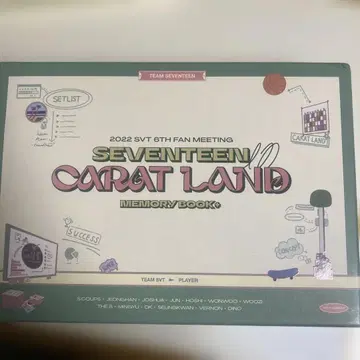 TEAM SEVENTEEN
SETLIST
CARAT LAND
2022 SVT 6TH FAN MEETING
SEVENTEEN
CARAT LAND
MEMORY BOOK+
SUCCESS
CONCEPT
TEAM SVT
PLAYER
S.COUPS • JEONGHAN • JOSHUA • JUN • HOSHI • WONWOO • WOOZI
THE 8 • MINGYU • DK • SEUNGKWAN • VERNON • DINO